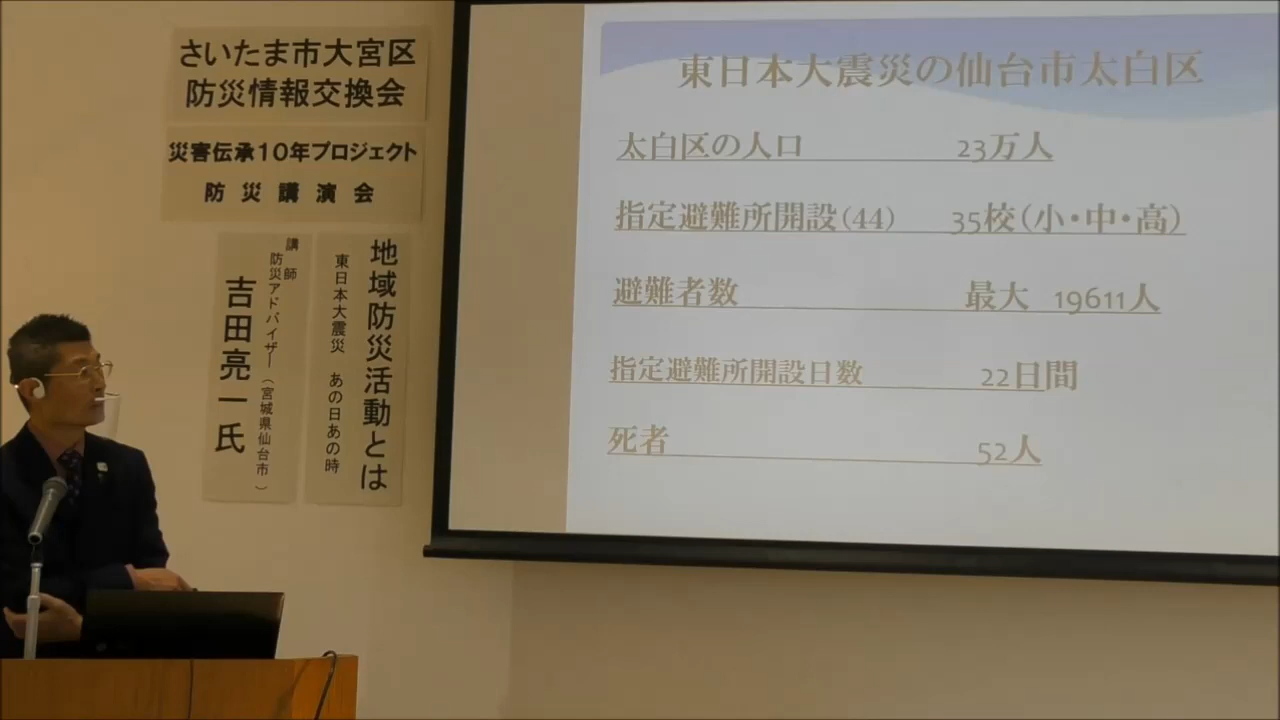 さいたま市大宮区
防災情報交換会
災害伝承10年プロジェクト
防災講演会
地域防災活動とは
東日本大震災 あの日あの時
講師
防災アドバイザー（宮城県仙台市）
吉田亮一氏
東日本大震災の仙台市太白区
太白区の人口 23万人
指定避難所開設(44) 35校(小・中・高)
避難者数 最大 19611人
指定避難所開設日数 22日間
死者 52人